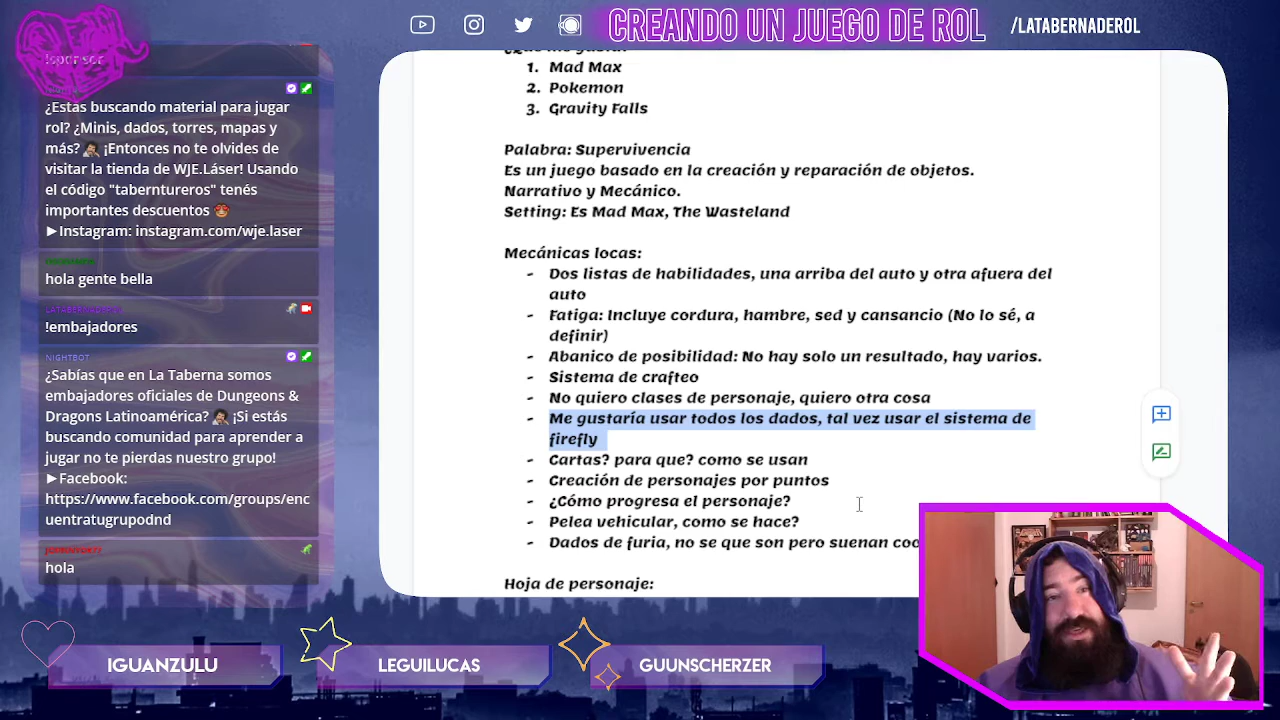 CREANDO UN JUEGO DE ROL
/LATABERNADEROL
¿Estas buscando material para jugar
rol? ¿Minis, dados, torres, mapas y
más? ¡Entonces no te olvides de
visitar la tienda de WJE.Láser! Usando
el código "taberntureros" tenés
importantes descuentos
►Instagram: instagram.com/wje.laser
hola gente bella
!embajadores
NIGHTBOT
¿Sabías que en La Taberna somos
embajadores oficiales de Dungeons &
Dragons Latinoamérica? ¡Si estás
buscando comunidad para aprender a
jugar no te pierdas nuestro grupo!
►Facebook:
https://www.facebook.com/groups/enc
uentratugrupodnd
hola
1. Mad Max
2. Pokemon
3. Gravity Falls
Palabra: Supervivencia
Es un juego basado en la creación y reparación de objetos.
Narrativo y Mecánico.
Setting: Es Mad Max, The Wasteland
Mecánicas locas:
- Dos listas de habilidades, una arriba del auto y otra afuera del
auto
- Fatiga: Incluye cordura, hambre, sed y cansancio (No lo sé, a
definir)
- Abanico de posibilidad: No hay solo un resultado, hay varios.
- Sistema de crafteo
- No quiero clases de personaje, quiero otra cosa
- Me gustaría usar todos los dados, tal vez usar el sistema de
firefly
- Cartas? para que? como se usan
- Creación de personajes por puntos
- ¿Cómo progresa el personaje?
- Pelea vehicular, como se hace?
- Dados de furia, no se que son pero suenan coo
Hoja de personaje:
IGUANZULU
LEGUILUCAS
GUUNSCHERZER